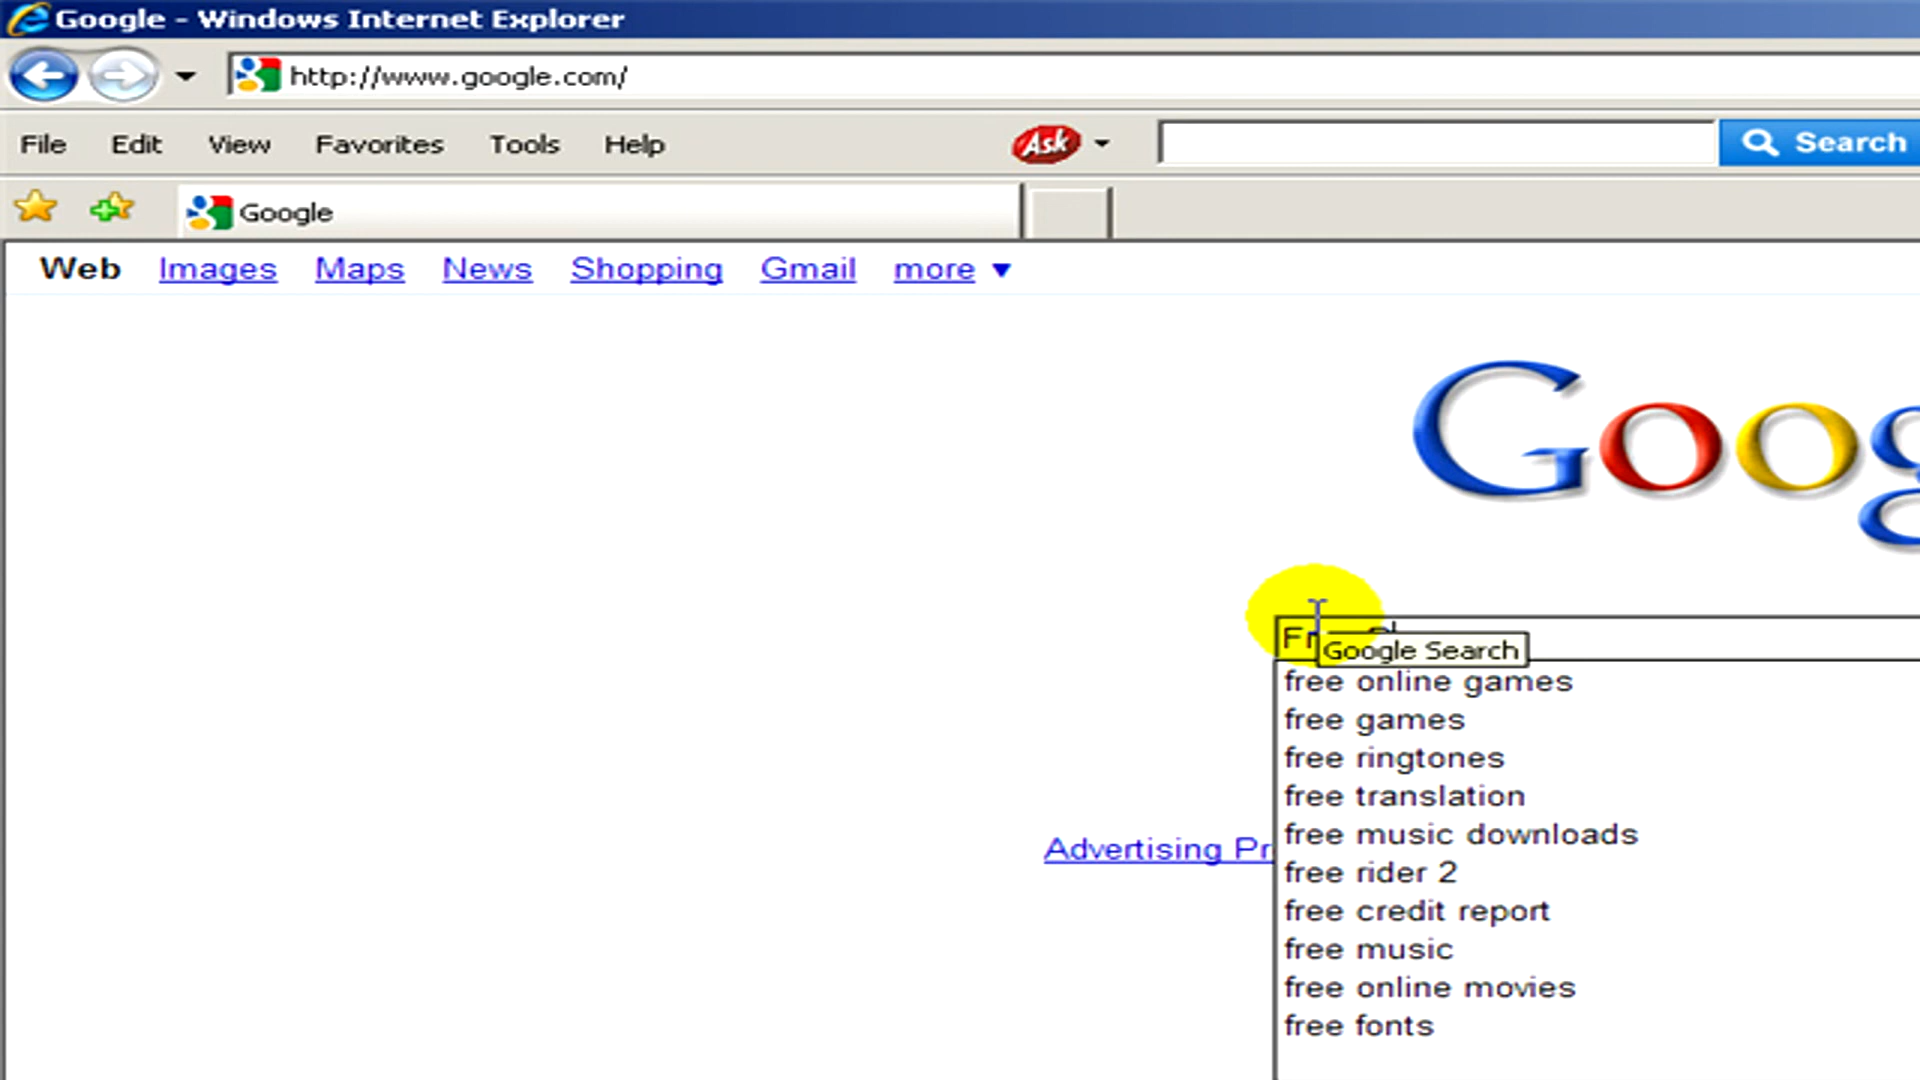 Google - Windows Internet Explorer
http://www.google.com/
File Edit View Favorites Tools Help Ask Search
Google
Web Images Maps News Shopping Gmail more
Goog
Google Search
free online games
free games
free ringtones
free translation
free music downloads
Advertising
free rider 2
free credit report
free music
free online movies
free fonts